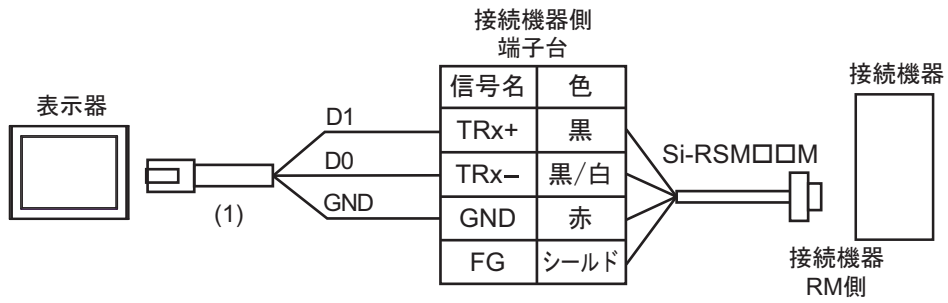 接続機器側
端子台
信号名 色
TRx+ 黒
TRx− 黒/白
GND 赤
FG シールド
表示器
D1
D0
GND
(1)
Si-RSM□□M
接続機器
接続機器
RM側